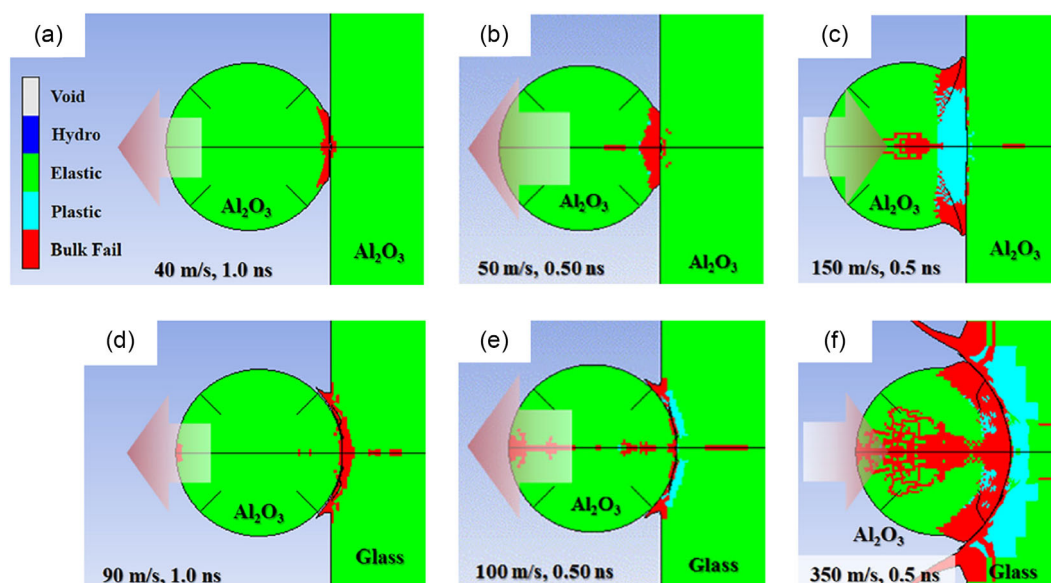 (a)
Void
Hydro
Elastic
Plastic
Bulk Fail
Al₂O₃
Al₂O₃
40 m/s, 1.0 ns
(b)
Al₂O₃
Al₂O₃
50 m/s, 0.50 ns
(c)
Al₂O₃
Al₂O₃
150 m/s, 0.5 ns
(d)
Al₂O₃
Glass
90 m/s, 1.0 ns
(e)
Al₂O₃
Glass
100 m/s, 0.50 ns
(f)
Al₂O₃
Glass
350 m/s, 0.5 ns